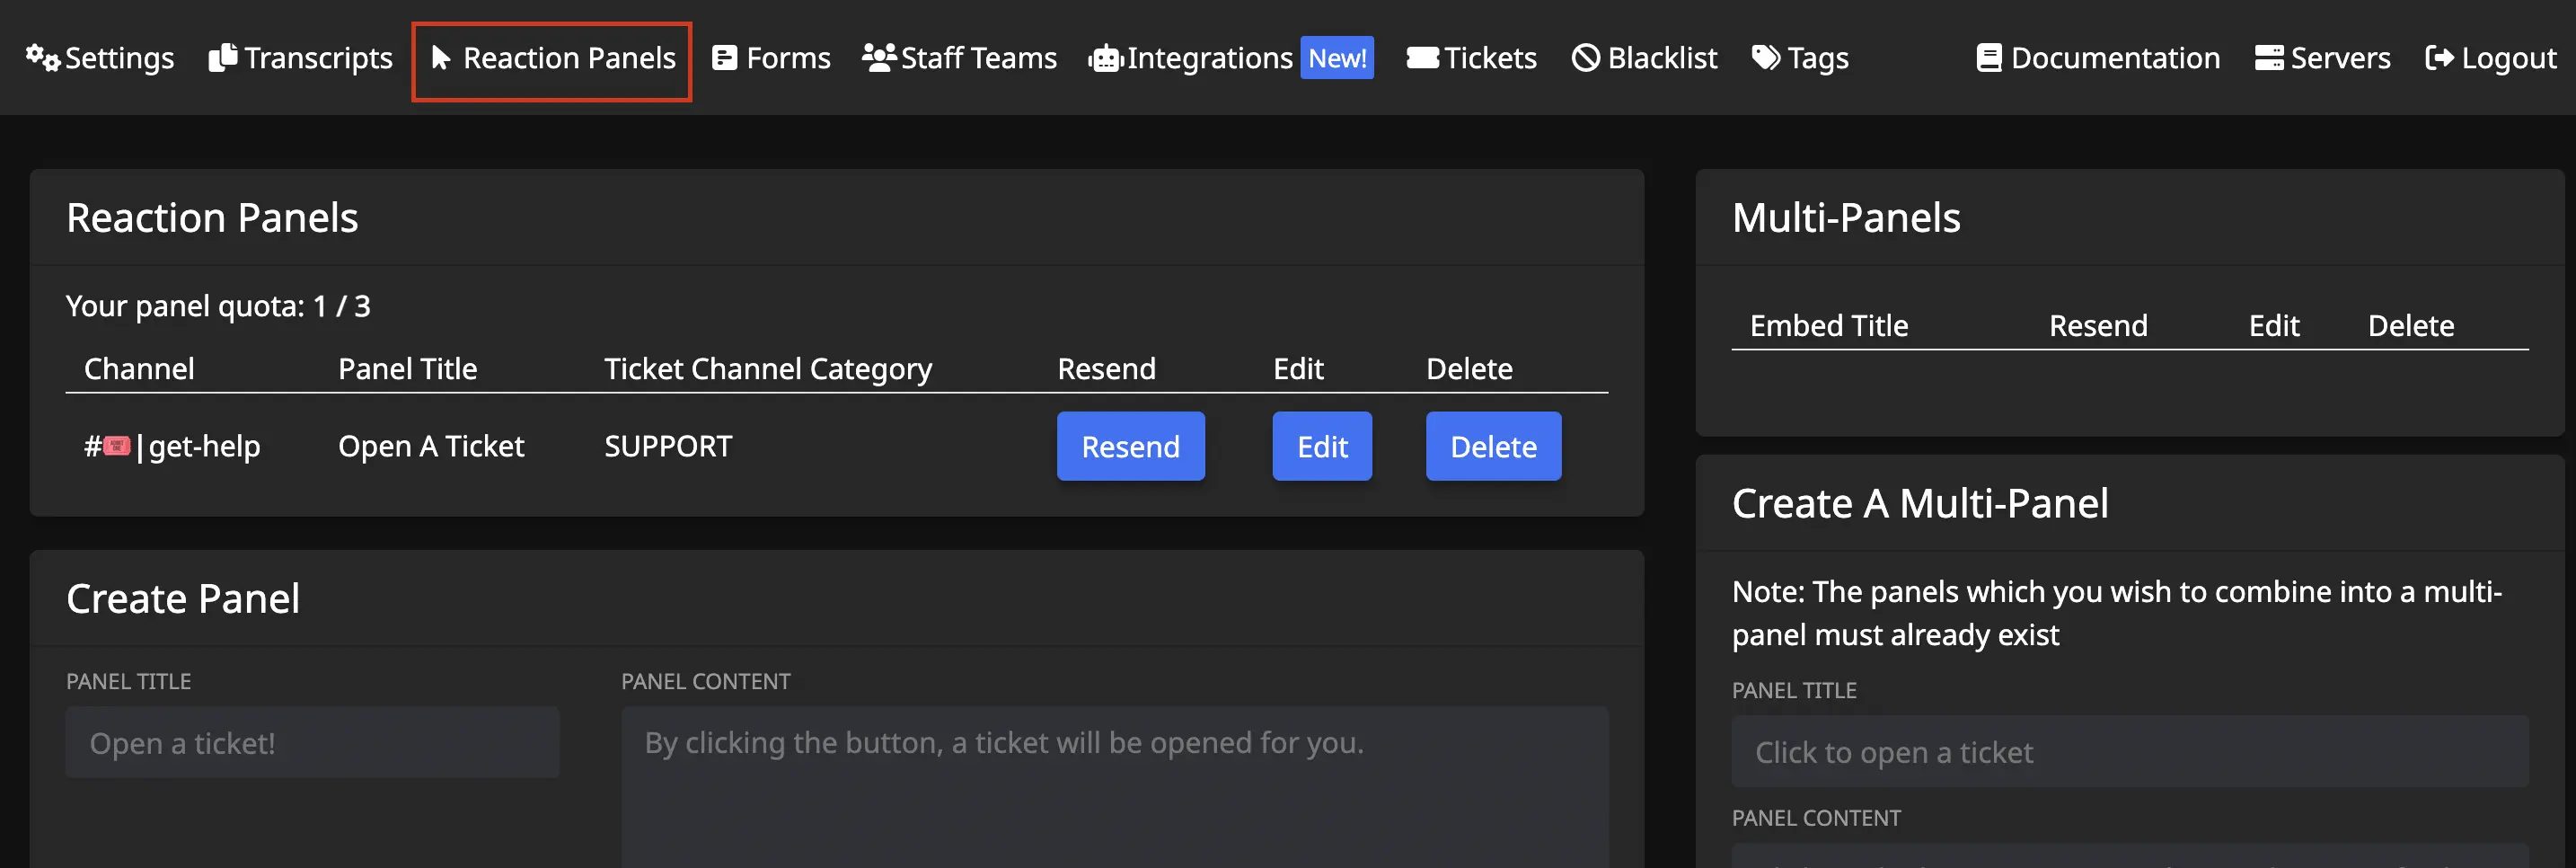 Settings Transcripts Reaction Panels Forms Staff Teams Integrations New! Tickets Blacklist Tags Documentation Servers Logout
Reaction Panels
Your panel quota: 1 / 3
Channel Panel Title Ticket Channel Category Resend Edit Delete
#🎟️|get-help Open A Ticket SUPPORT Resend Edit Delete
Create Panel
PANEL TITLE PANEL CONTENT
Open a ticket! By clicking the button, a ticket will be opened for you.
Multi-Panels
Embed Title Resend Edit Delete
Create A Multi-Panel
Note: The panels which you wish to combine into a multi-
panel must already exist
PANEL TITLE
Click to open a ticket
PANEL CONTENT